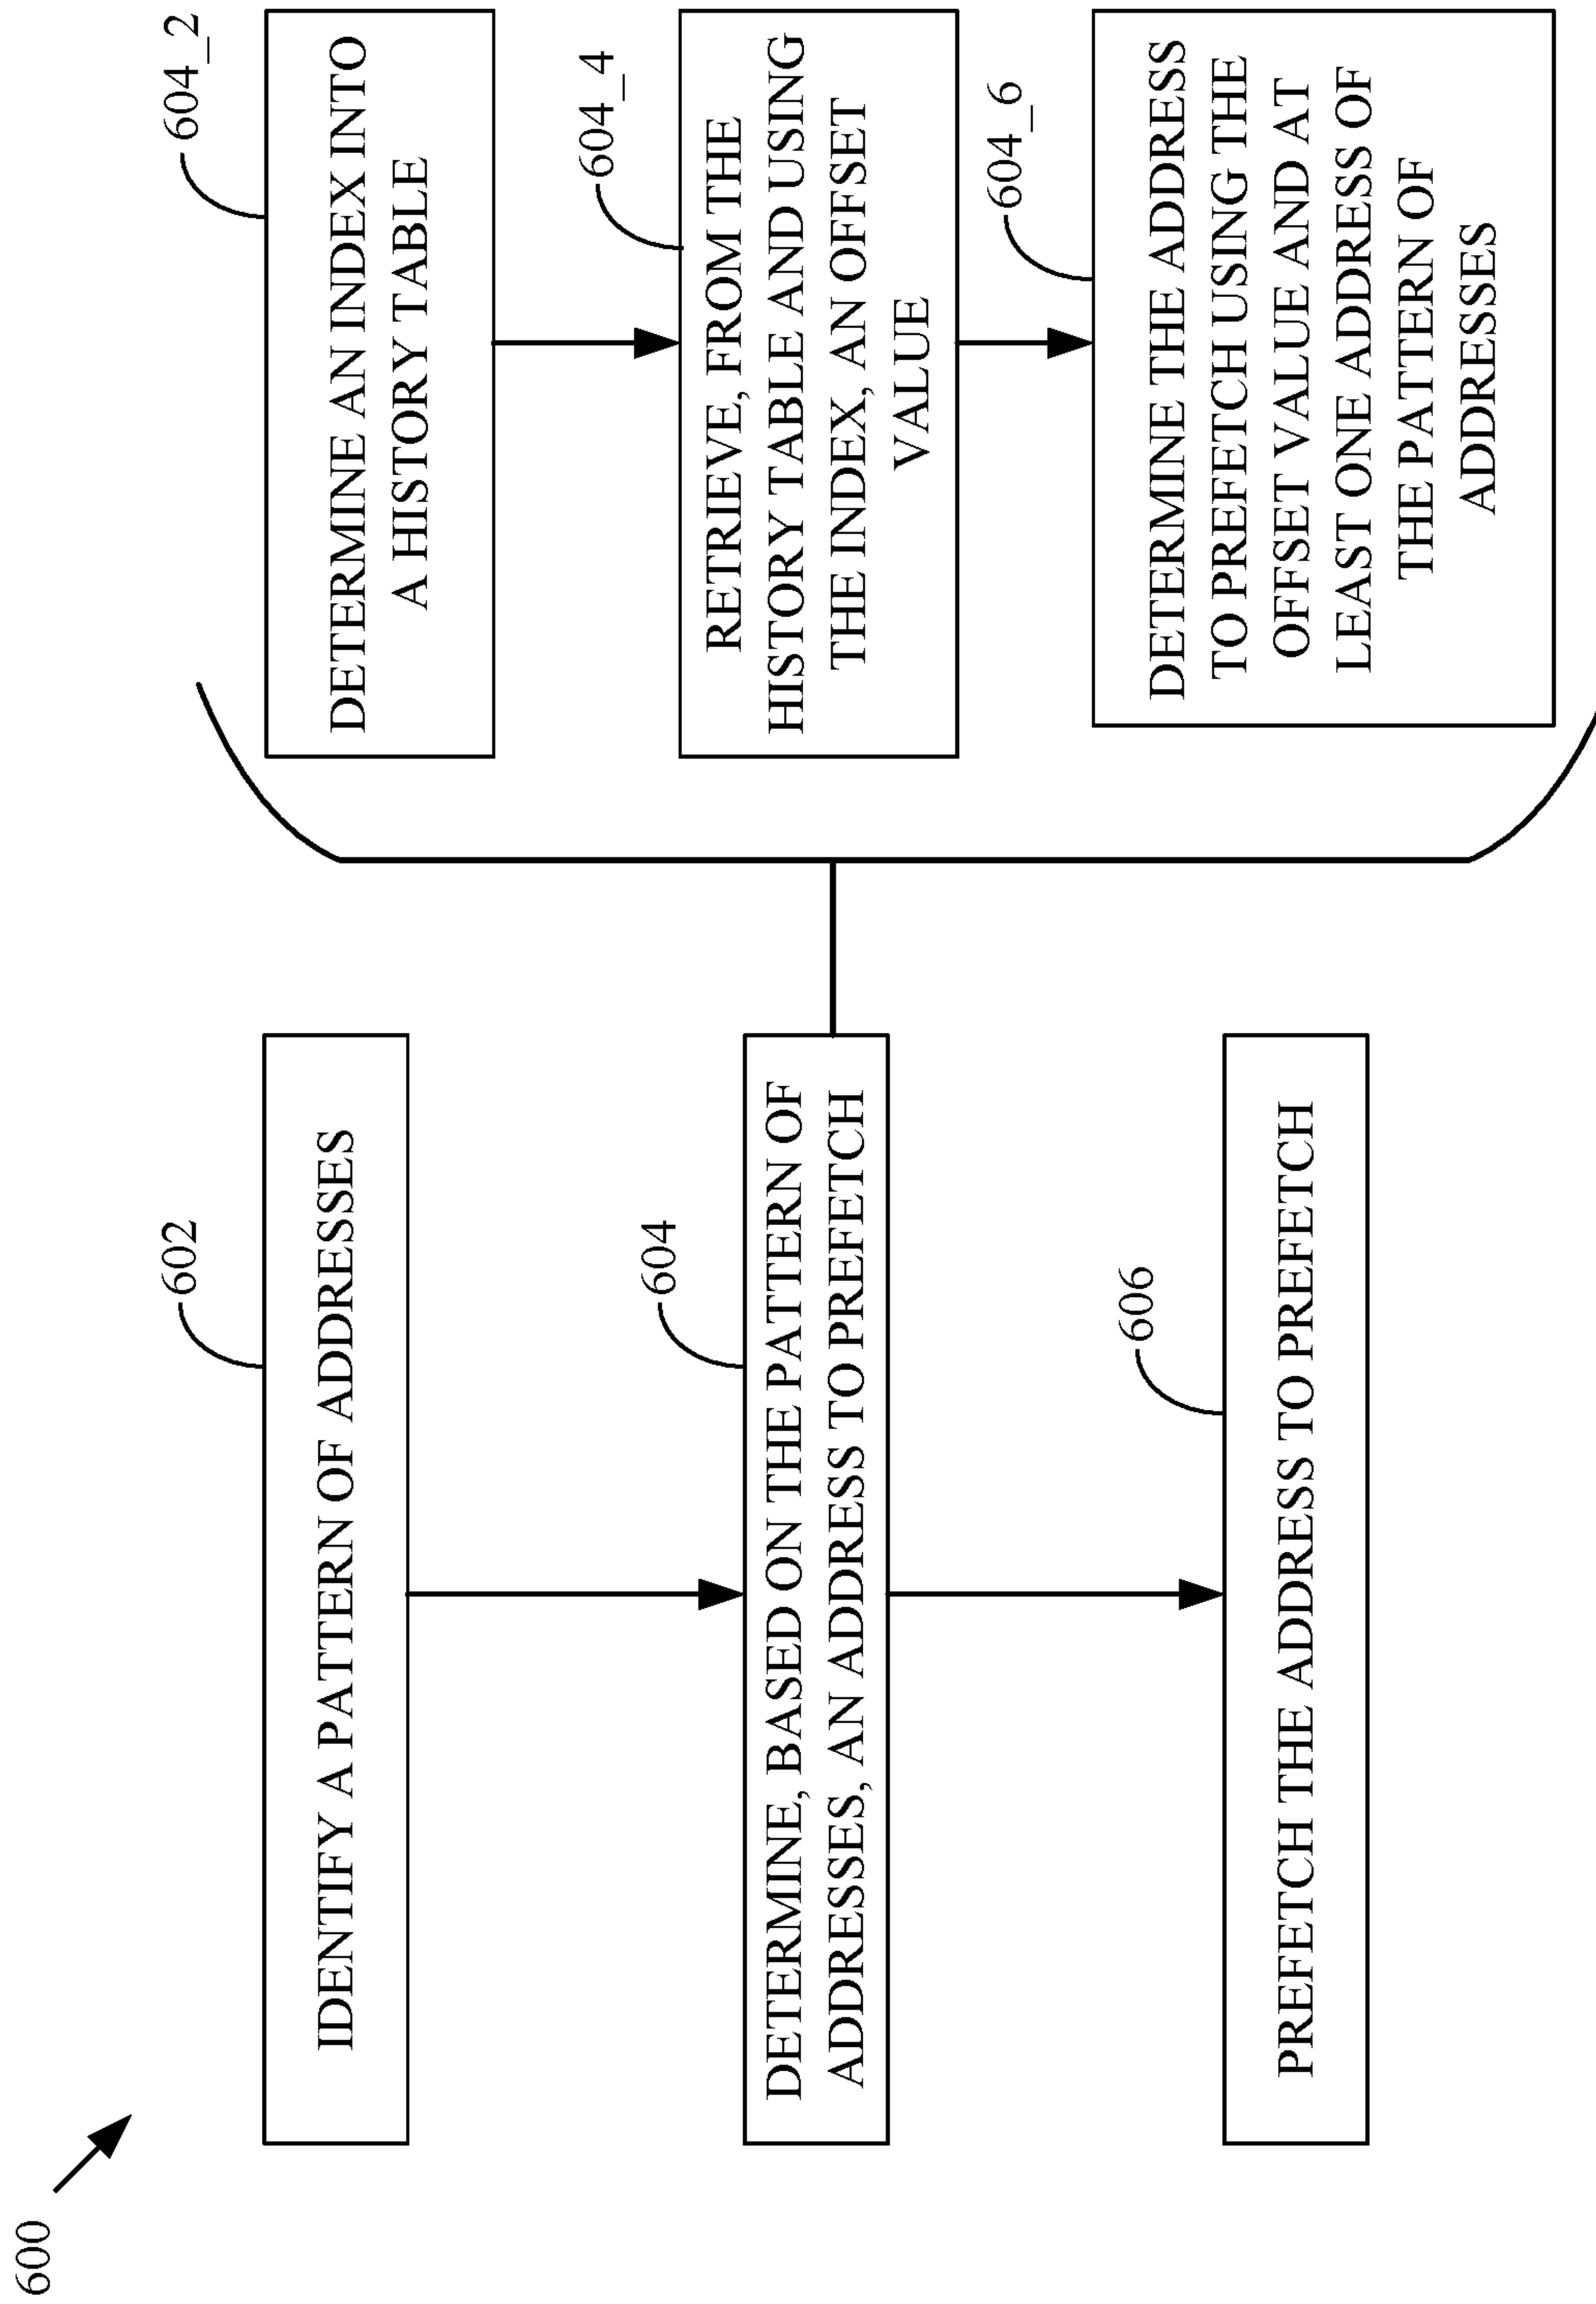 600
602
IDENTIFY A PATTERN OF ADDRESSES
604
DETERMINE, BASED ON THE PATTERN OF
ADDRESSES, AN ADDRESS TO PREFETCH
606
PREFETCH THE ADDRESS TO PREFETCH
604_2
DETERMINE AN INDEX INTO
A HISTORY TABLE
604_4
RETRIEVE, FROM THE
HISTORY TABLE AND USING
THE INDEX, AN OFFSET
VALUE
604_6
DETERMINE THE ADDRESS
TO PREFETCH USING THE
OFFSET VALUE AND AT
LEAST ONE ADDRESS OF
THE PATTERN OF
ADDRESSES